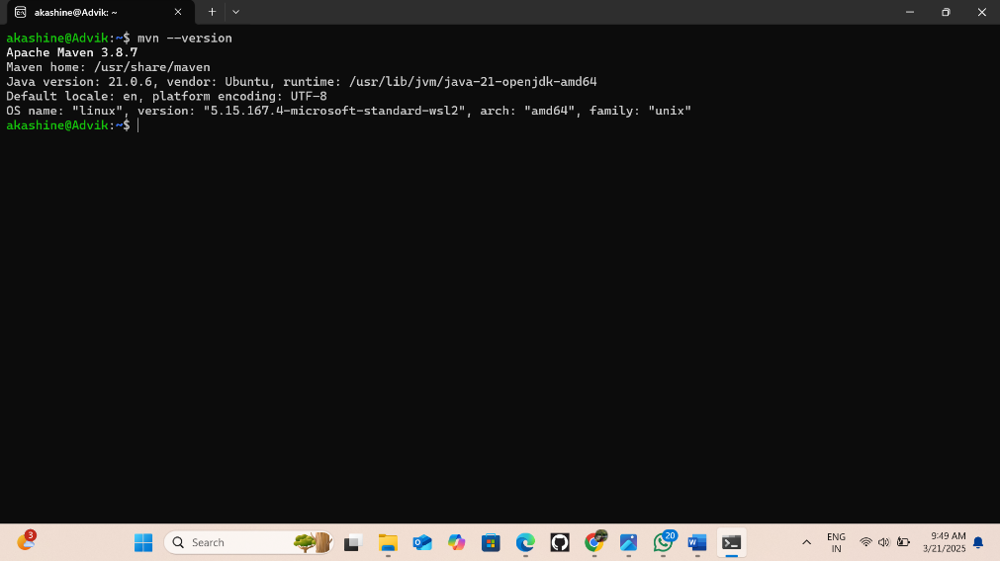 akashine@Advik: ~
akashine@Advik:~$ mvn --version
Apache Maven 3.8.7
Maven home: /usr/share/maven
Java version: 21.0.6, vendor: Ubuntu, runtime: /usr/lib/jvm/java-21-openjdk-amd64
Default locale: en, platform encoding: UTF-8
OS name: "linux", version: "5.15.167.4-microsoft-standard-wsl2", arch: "amd64", family: "unix"
akashine@Advik:~$
3
Search
20
ENG
IN
9:49 AM
3/21/2025